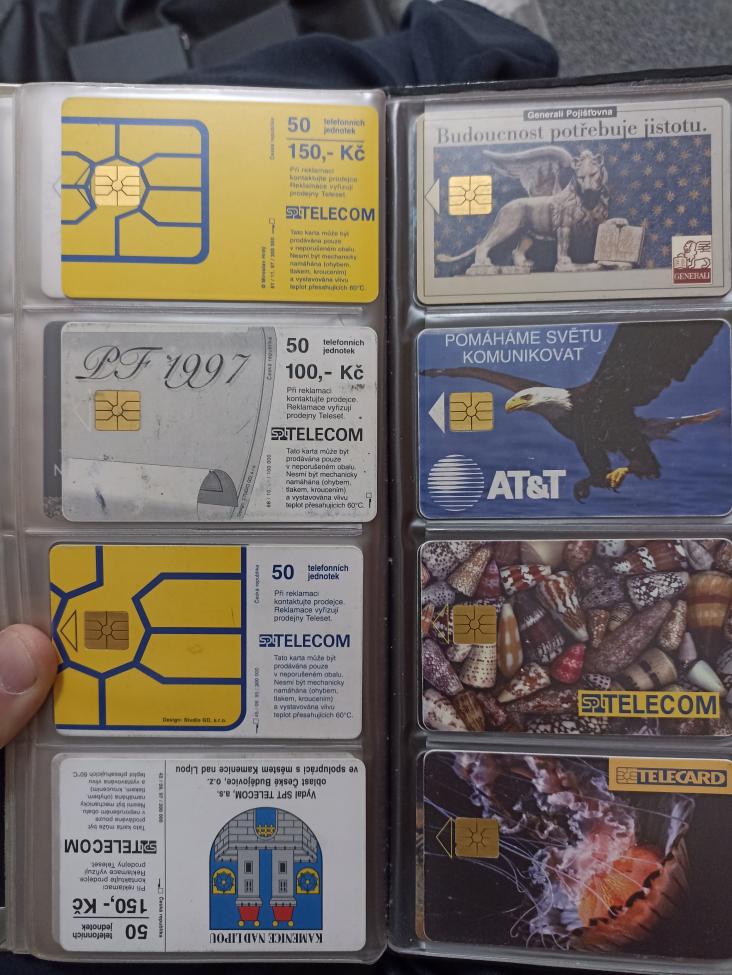 50 telefonních
jednotek
150,- Kč
Při reklamaci
kontaktujte prodejce.
Reklamace vyřizují
prodejny Teleset.
SPT TELECOM
Tato karta může být
prodávána pouze
v neporušeném obalu.
Nesmí být mechanicky
namáhána (ohybem,
tlakem, kroucením)
a vystavována vlivu
teplot přesahujících 60°C.
Česká republika
PF 1997
50 telefonních
jednotek
100,- Kč
Při reklamaci
kontaktujte prodejce.
Reklamace vyřizují
prodejny Teleset.
SPT TELECOM
Tato karta může být
prodávána pouze
v neporušeném obalu.
Nesmí být mechanicky
namáhána (ohybem,
tlakem, kroucením)
a vystavována vlivu
teplot přesahujících 60°C.
Česká republika
50 telefonních
jednotek
Při reklamaci
kontaktujte prodejce.
Reklamace vyřizují
prodejny Teleset.
SPT TELECOM
Tato karta může být
prodávána pouze
v neporušeném obalu.
Nesmí být mechanicky
namáhána (ohybem,
tlakem, kroucením)
a vystavována vlivu
teplot přesahujících 60°C.
Česká republika
Design: Studio GD, s.r.o.
KAMENICE NAD LIPOU
Vydal SPT TELECOM, a.s.,
oblast České Budějovice, o.z.,
ve spolupráci s městem Kamenice nad Lipou
50 telefonních
jednotek
150,- Kč
Při reklamaci
kontaktujte prodejce.
Reklamace vyřizují
prodejny Teleset.
SPT TELECOM
Tato karta může být
prodávána pouze
v neporušeném obalu.
Nesmí být mechanicky
namáhána (ohybem,
tlakem, kroucením)
a vystavována vlivu
teplot přesahujících 60°C.
Česká republika
Generali Pojišťovna
Budoucnost potřebuje jistotu.
GENERALI
POMÁHÁME SVĚTU
KOMUNIKOVAT
AT&T
SPT TELECOM
TELECARD